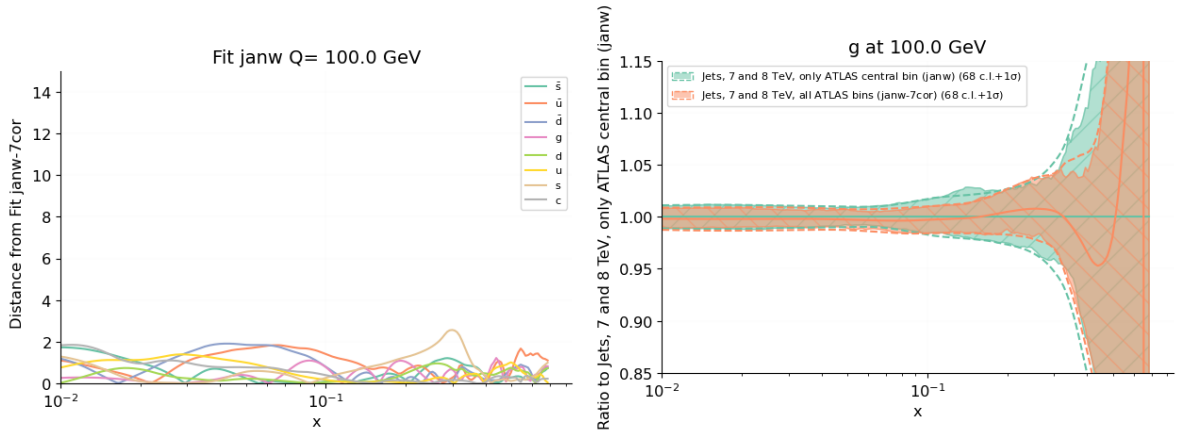 Fit janw Q= 100.0 GeV
Distance from Fit janw-7cor
14
12
10
8
6
4
2
0
s̄
ū
d̄
g
d
u
s
c
10⁻²
10⁻¹
x
g at 100.0 GeV
Ratio to Jets, 7 and 8 TeV, only ATLAS central bin (janw)
1.15
1.10
1.05
1.00
0.95
0.90
0.85
Jets, 7 and 8 TeV, only ATLAS central bin (janw) (68 c.l.+1σ)
Jets, 7 and 8 TeV, all ATLAS bins (janw-7cor) (68 c.l.+1σ)
10⁻²
10⁻¹
x